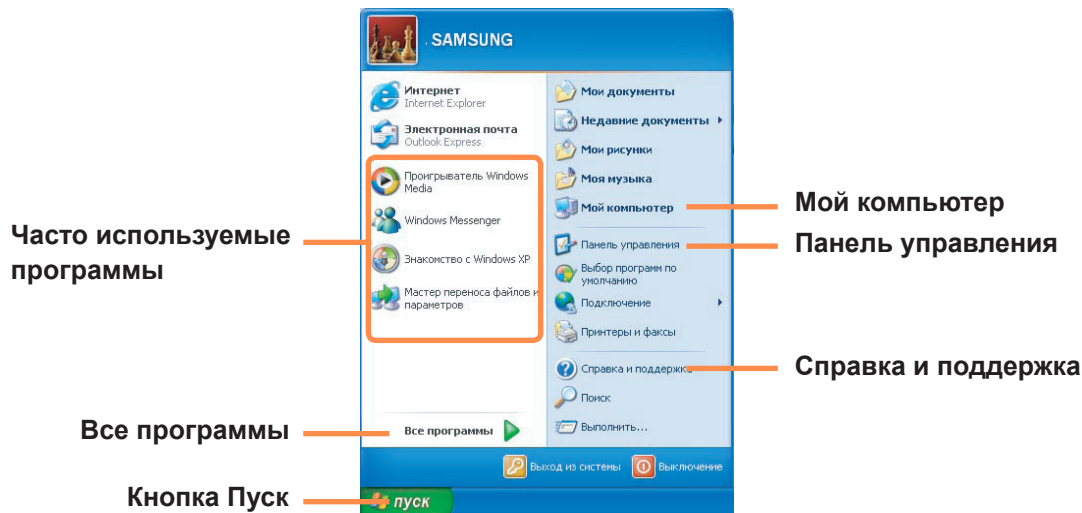 . SAMSUNG
Интернет
Internet Explorer
Электронная почта
Outlook Express
Проигрыватель Windows
Media
Windows Messenger
Знакомство с Windows XP
Мастер переноса файлов и
параметров
Все программы
Мои документы
Недавние документы
Мои рисунки
Моя музыка
Мой компьютер
Панель управления
Выбор программ по
умолчанию
Подключение
Принтеры и факсы
Справка и поддержка
Поиск
Выполнить...
Выход из системы
Выключение
пуск
Часто используемые
программы
Все программы
Кнопка Пуск
Мой компьютер
Панель управления
Справка и поддержка